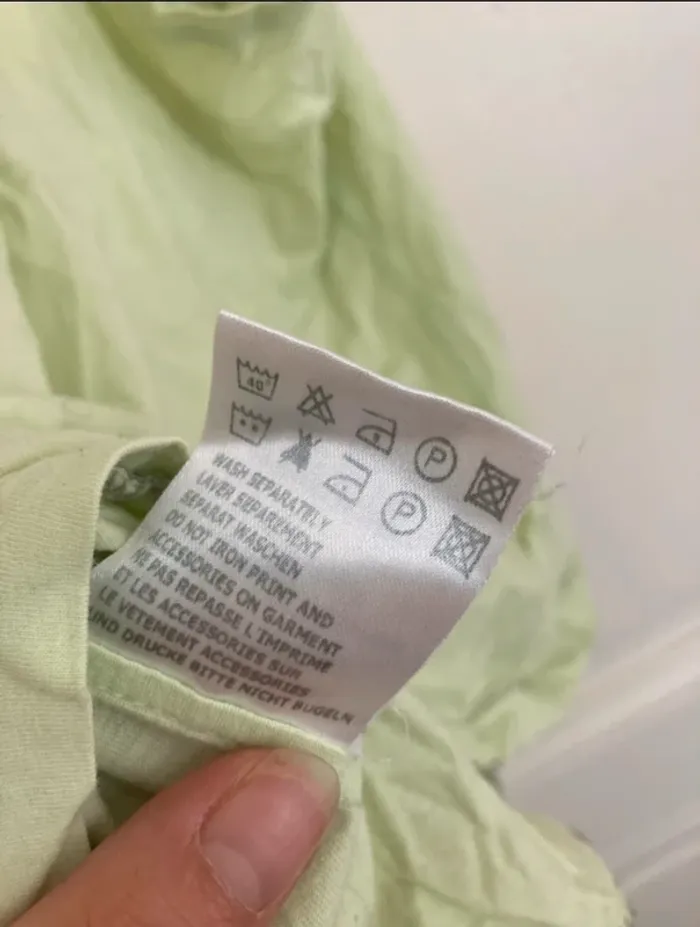 40°
P
P
WASH SEPARATELY
LAVER SEPAREMENT
SEPARAT WASCHEN
DO NOT IRON PRINT AND
ACCESSORIES ON GARMENT
NE PAS REPASSE L IMPRIME
ET LES ACCESSORIES SUR
LE VETEMENT ACCESSORIES
UND DRUCKE BITTE NICHT BUGELN